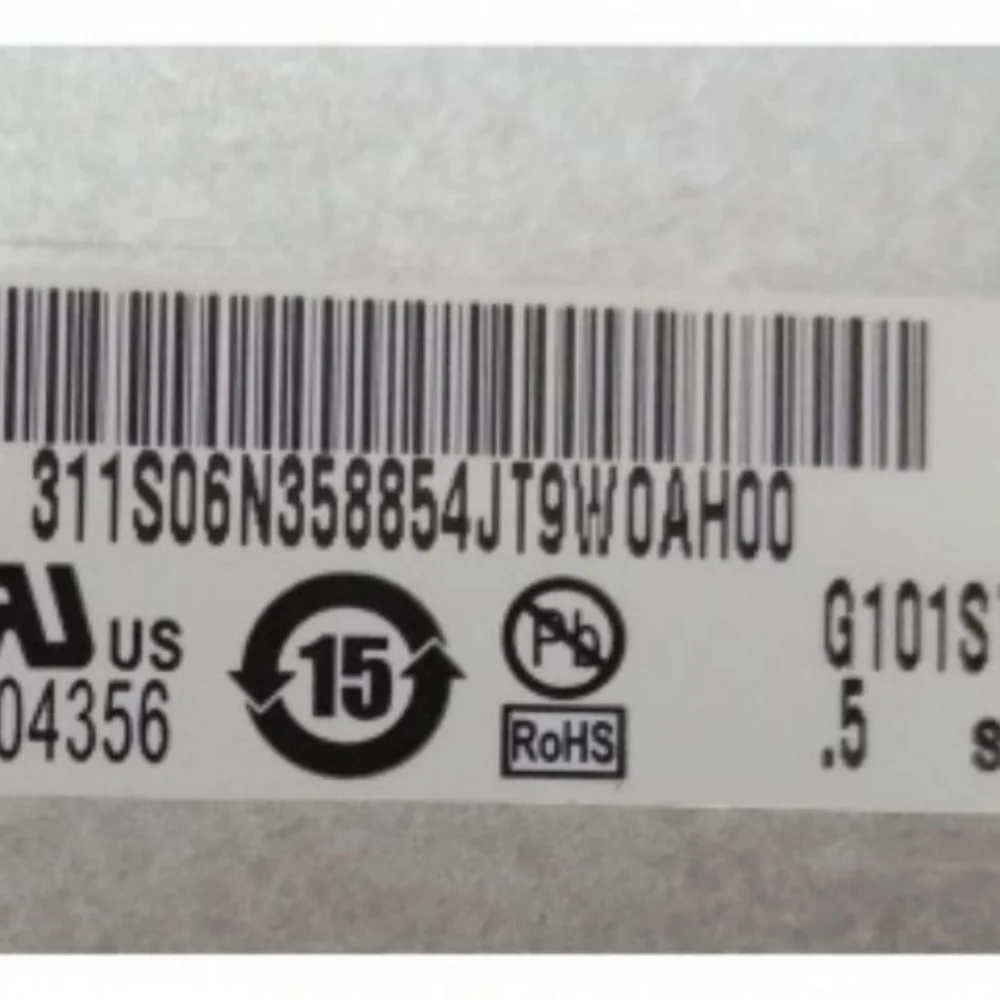 311S06N358854JT9W0AH00
US
04356
15
Pb
RoHS
G101S
.5 s